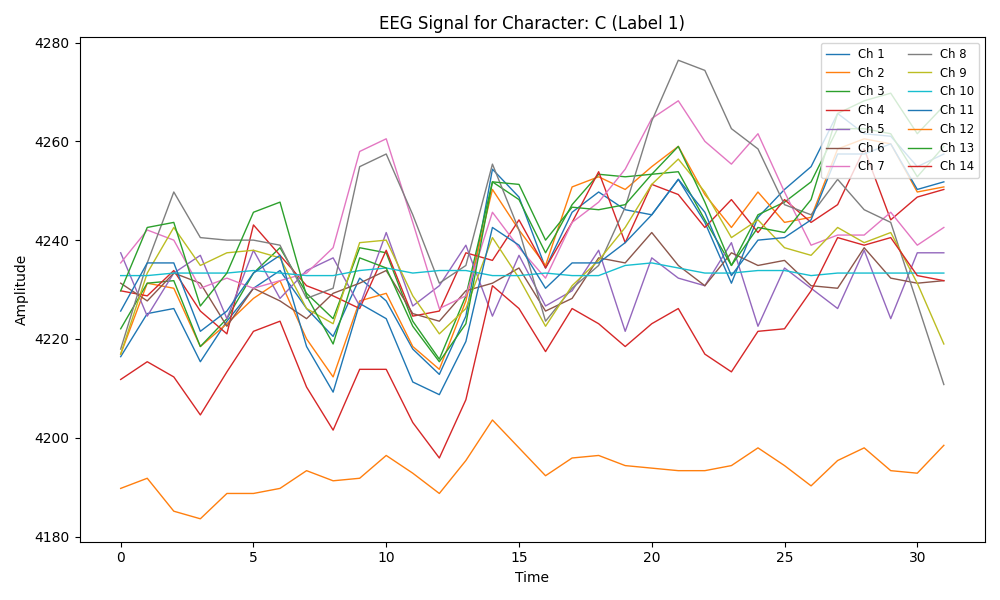 EEG Signal for Character: C (Label 1)
4280
4260
4240
4220
4200
4180
Amplitude
0 5 10 15 20 25 30
Time
Ch 1 Ch 8
Ch 2 Ch 9
Ch 3 Ch 10
Ch 4 Ch 11
Ch 5 Ch 12
Ch 6 Ch 13
Ch 7 Ch 14